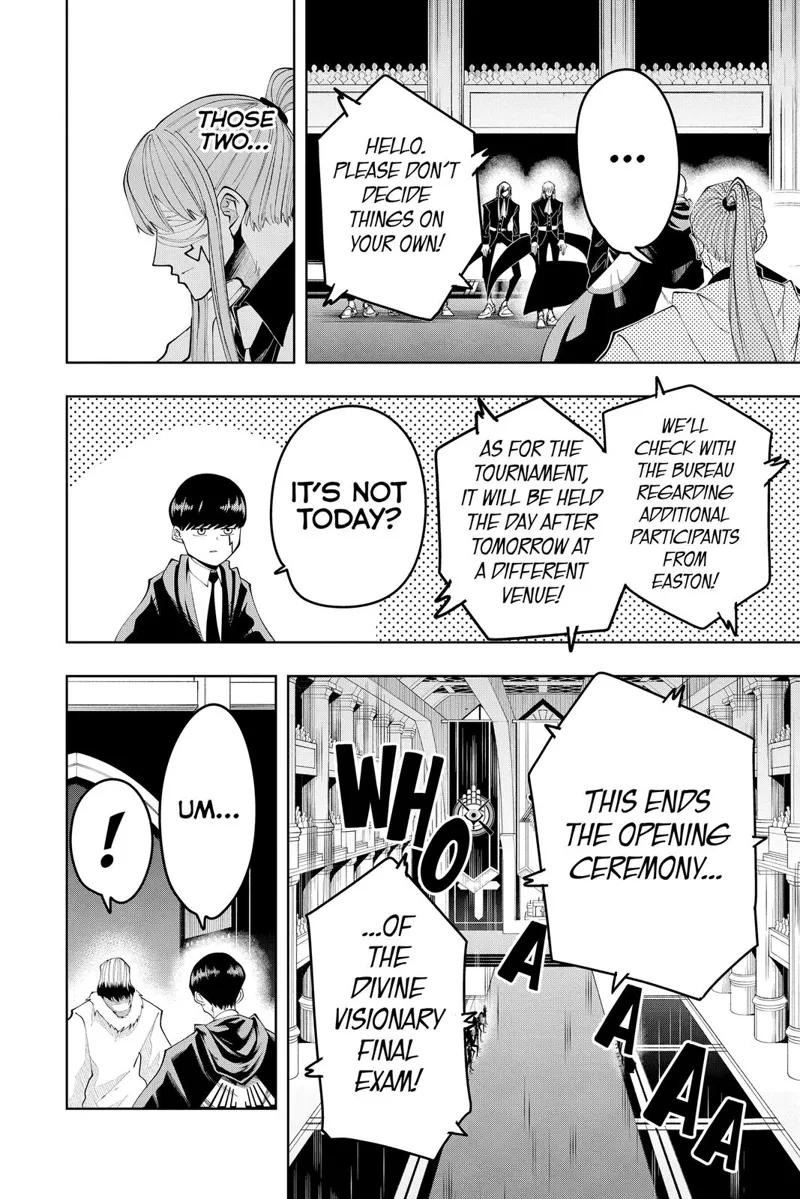 ...
HELLO.
PLEASE DON'T
DECIDE
THINGS ON
YOUR OWN!
THOSE
TWO...
WE'LL
CHECK WITH
THE BUREAU
REGARDING
ADDITIONAL
PARTICIPANTS
FROM
EASTON!
AS FOR THE
TOURNAMENT,
IT WILL BE HELD
THE DAY AFTER
TOMORROW AT
A DIFFERENT
VENUE!
IT'S NOT
TODAY?
THIS ENDS
THE OPENING
CEREMONY...
...OF
THE
DIVINE
VISIONARY
FINAL
EXAM!
WHOAAAA
UM...
!